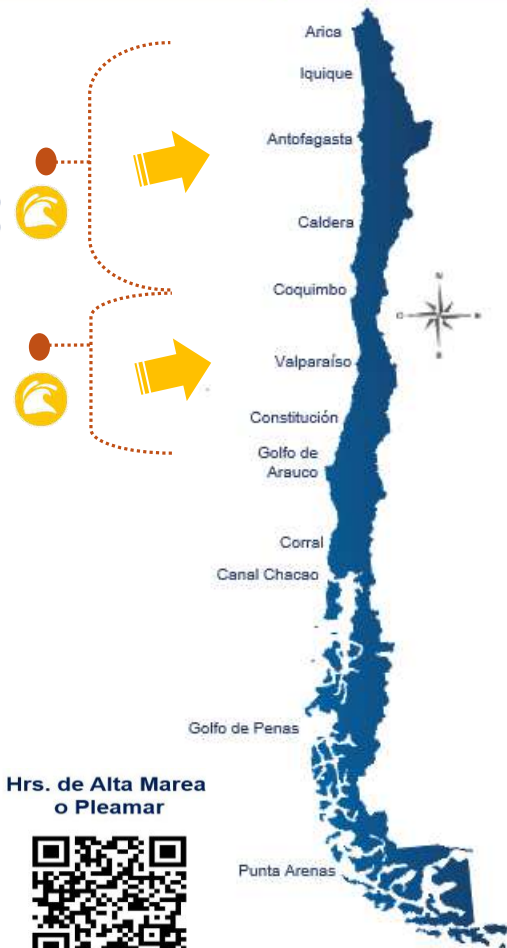 Arica
Iquique
Antofagasta
Caldera
Coquimbo
N
O
E
S
Valparaíso
Constitución
Golfo de
Arauco
Corral
Canal Chacao
Golfo de Penas
Hrs. de Alta Marea
o Pleamar
Punta Arenas